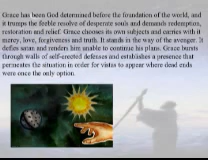 Grace has been God determined before the foundation of the world, and
it trumps the feeble resolve of desperate souls and demands redemption,
restoration and relief. Grace chooses its own subjects and carries with it
mercy, love, forgiveness and truth. It stands in the way of the avenger. It
defies satan and renders him unable to continue his plans. Grace bursts
through walls of self-erected defenses and establishes a presence that
permeates the situation in order for vistas to appear where dead ends
were once the only option.